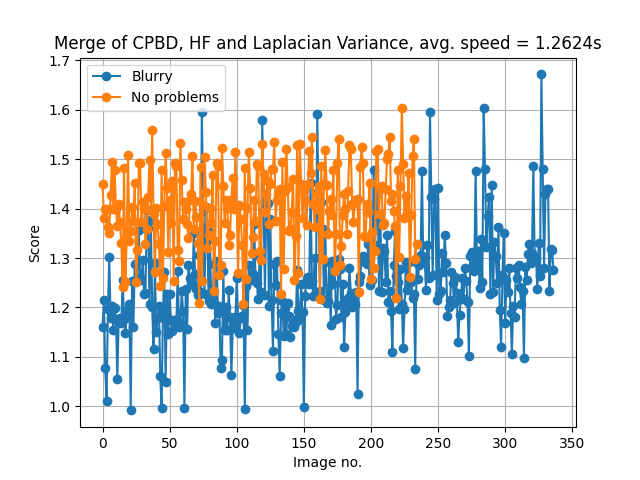 Merge of CPBD, HF and Laplacian Variance, avg. speed = 1.2624s
Blurry
No problems
1.7
1.6
1.5
1.4
1.3
1.2
1.1
1.0
Score
0 50 100 150 200 250 300 350
Image no.